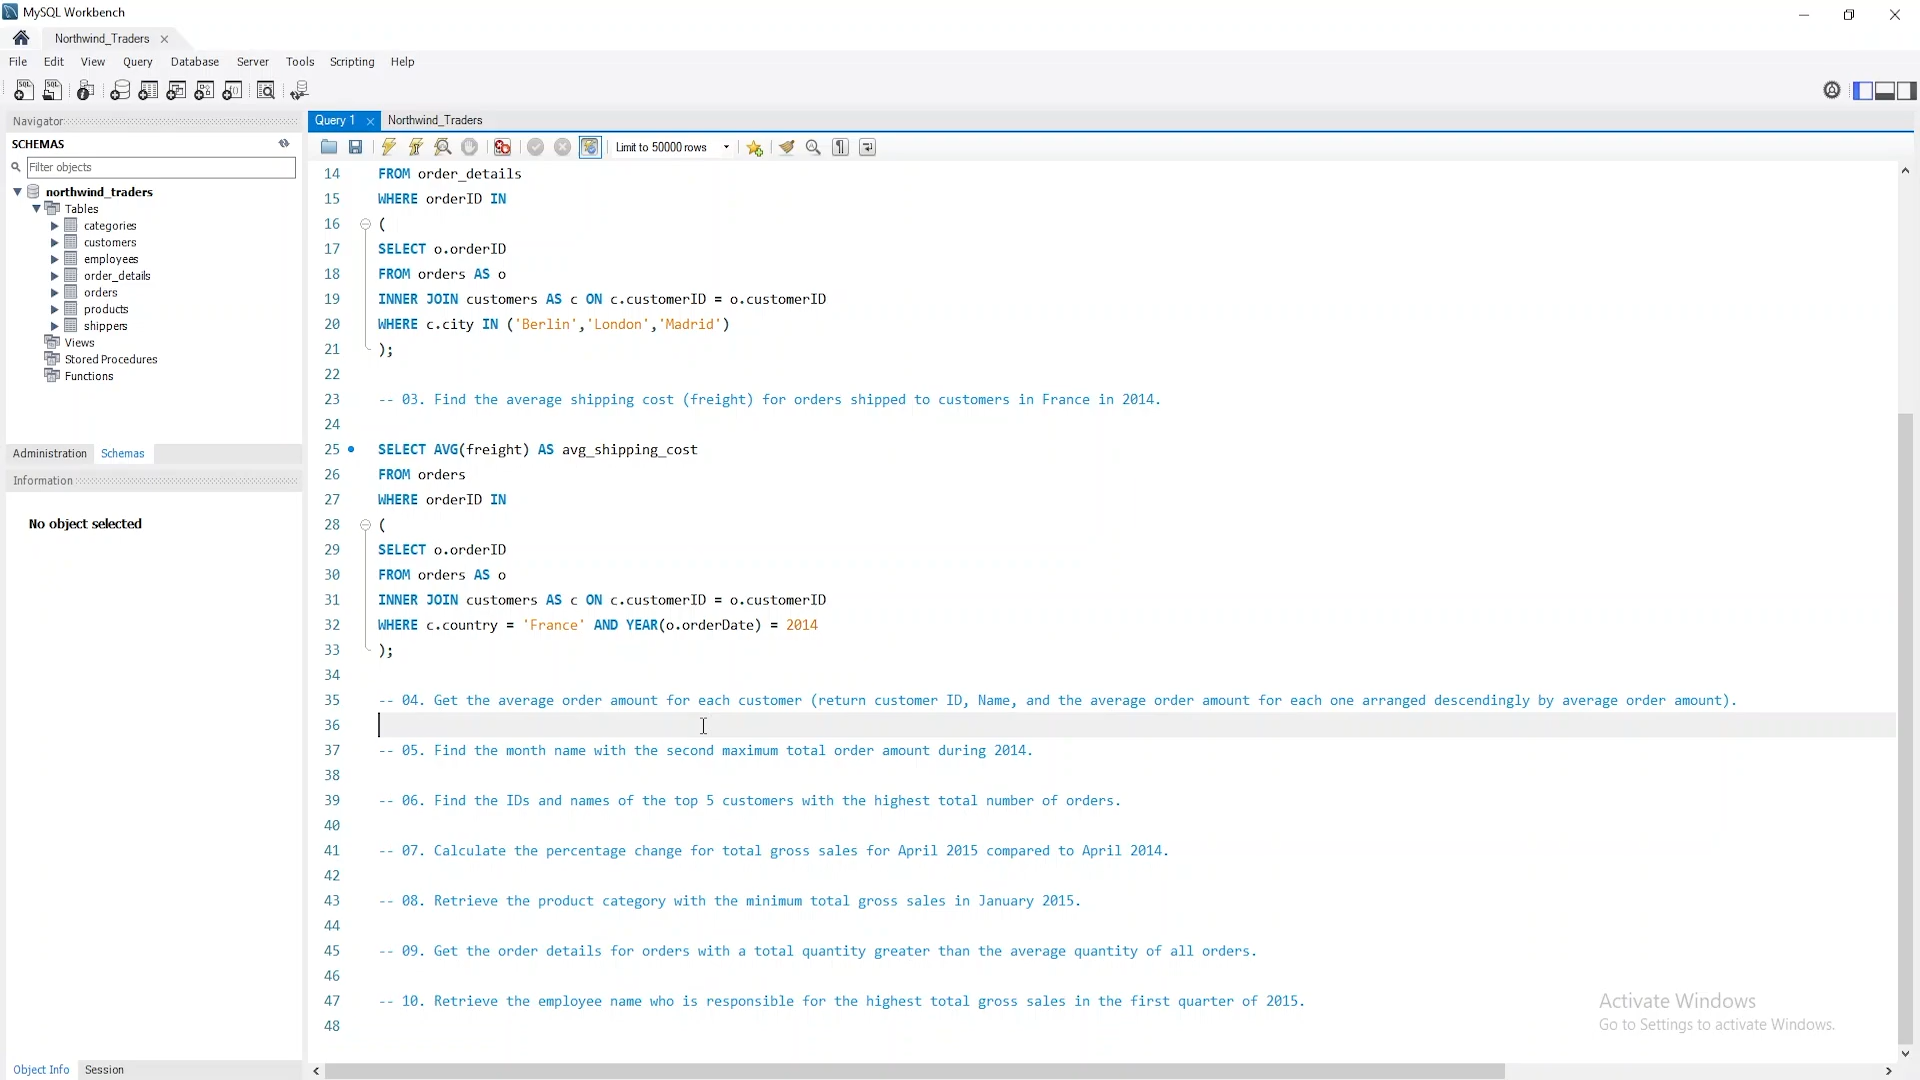 MySQL Workbench
Northwind_Traders
File Edit View Query Database Server Tools Scripting Help
Navigator
SCHEMAS
Filter objects
northwind_traders
Tables
categories
customers
employees
order_details
orders
products
shippers
Views
Stored Procedures
Functions
Administration Schemas
Information
No object selected
Object Info Session
Query 1 Northwind_Traders
Limit to 50000 rows
14 FROM order_details
15 WHERE orderID IN
16 (
17 SELECT o.orderID
18 FROM orders AS o
19 INNER JOIN customers AS c ON c.customerID = o.customerID
20 WHERE c.city IN ('Berlin','London','Madrid')
21 );
22
23 -- 03. Find the average shipping cost (freight) for orders shipped to customers in France in 2014.
24
25 SELECT AVG(freight) AS avg_shipping_cost
26 FROM orders
27 WHERE orderID IN
28 (
29 SELECT o.orderID
30 FROM orders AS o
31 INNER JOIN customers AS c ON c.customerID = o.customerID
32 WHERE c.country = 'France' AND YEAR(o.orderDate) = 2014
33 );
34
35 -- 04. Get the average order amount for each customer (return customer ID, Name, and the average order amount for each one arranged descendingly by average order amount).
36
37 -- 05. Find the month name with the second maximum total order amount during 2014.
38
39 -- 06. Find the IDs and names of the top 5 customers with the highest total number of orders.
40
41 -- 07. Calculate the percentage change for total gross sales for April 2015 compared to April 2014.
42
43 -- 08. Retrieve the product category with the minimum total gross sales in January 2015.
44
45 -- 09. Get the order details for orders with a total quantity greater than the average quantity of all orders.
46
47 -- 10. Retrieve the employee name who is responsible for the highest total gross sales in the first quarter of 2015.
48
Activate Windows
Go to Settings to activate Windows.